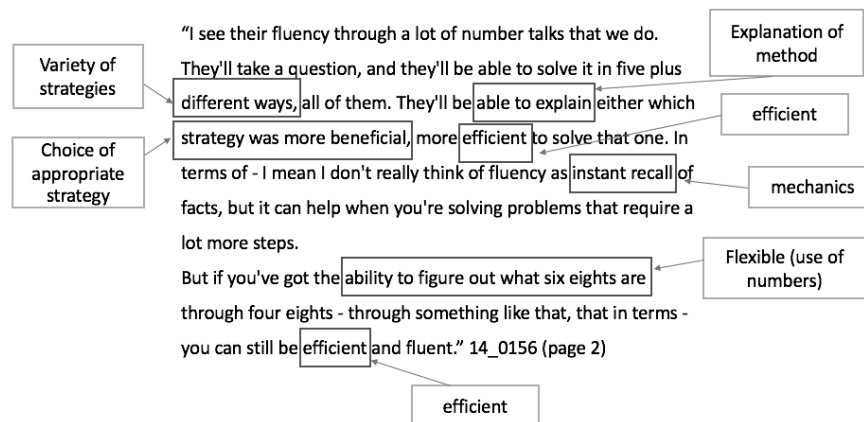 “I see their fluency through a lot of number talks that we do.
They'll take a question, and they'll be able to solve it in five plus
different ways, all of them. They'll be able to explain either which
strategy was more beneficial, more efficient to solve that one. In
terms of - I mean I don't really think of fluency as instant recall of
facts, but it can help when you're solving problems that require a
lot more steps.
But if you've got the ability to figure out what six eights are
through four eights - through something like that, that in terms -
you can still be efficient and fluent.” 14_0156 (page 2)
Variety of
strategies
Choice of
appropriate
strategy
Explanation of
method
efficient
mechanics
Flexible (use of
numbers)
efficient